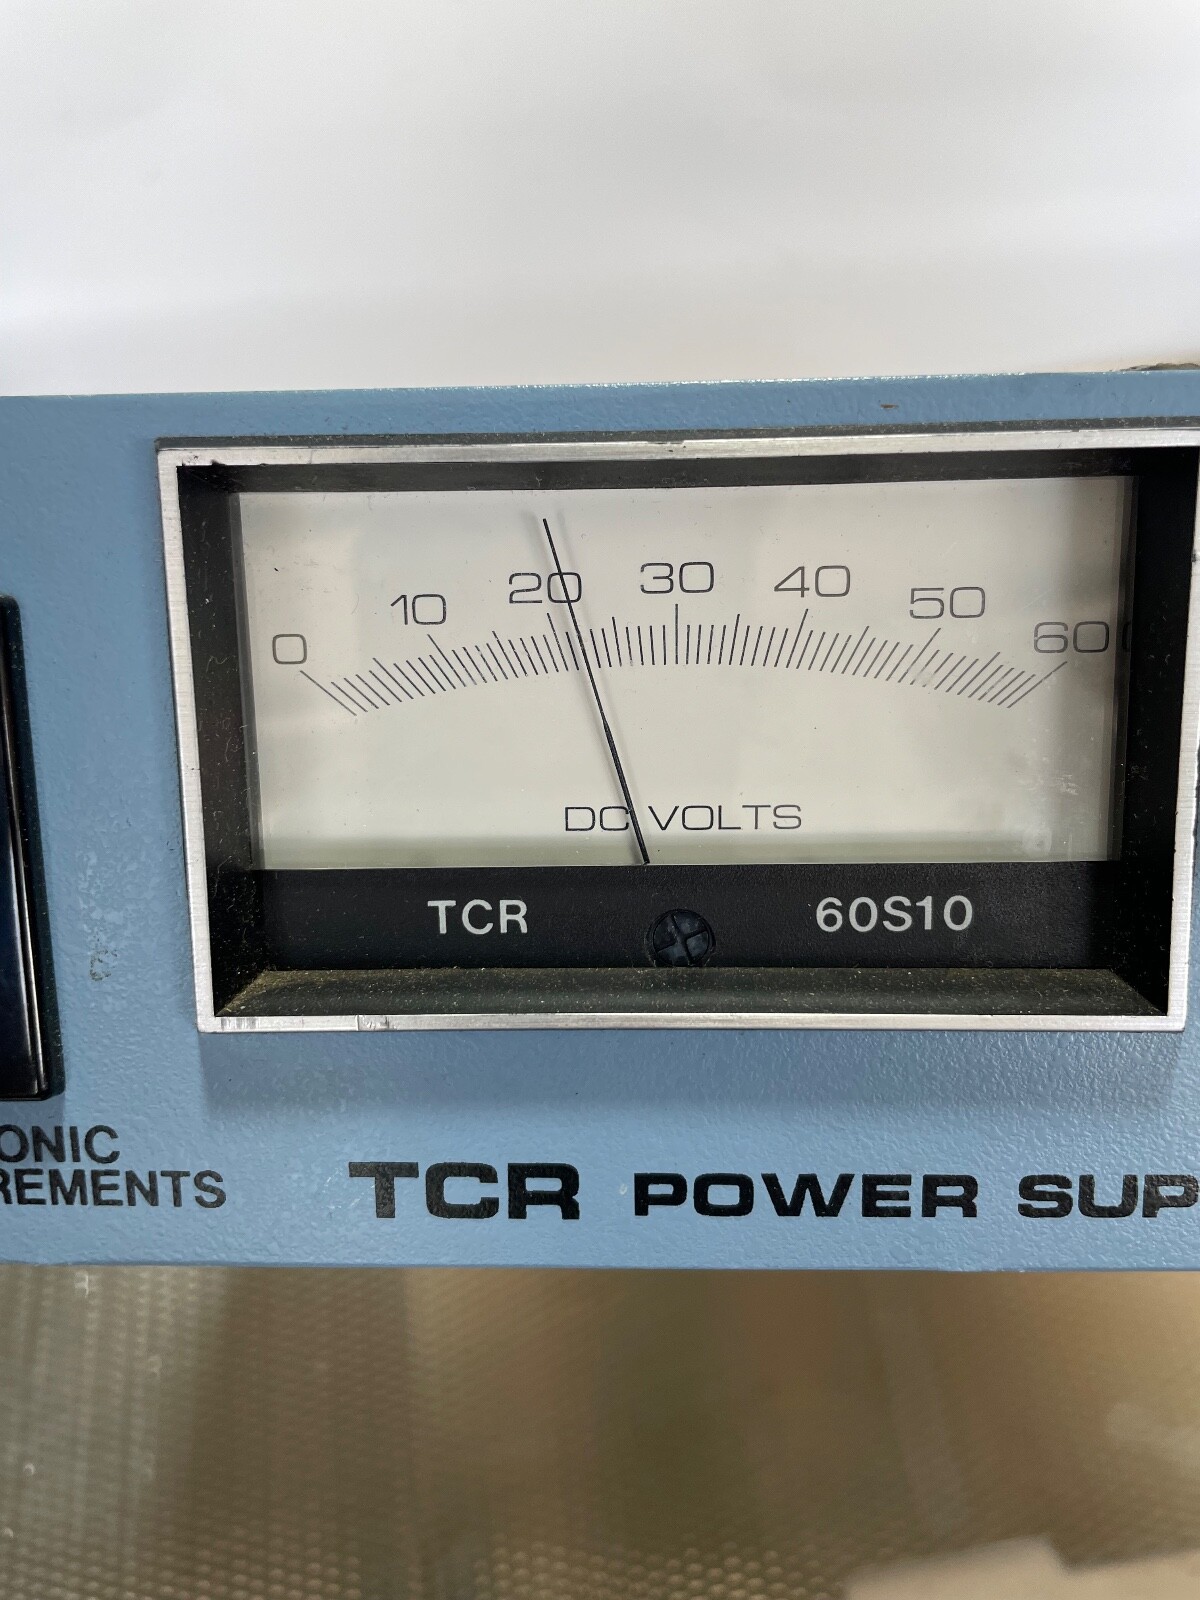 0 10 20 30 40 50 60
DC VOLTS
TCR 60S10
ONIC
REMENTS
TCR POWER SUP